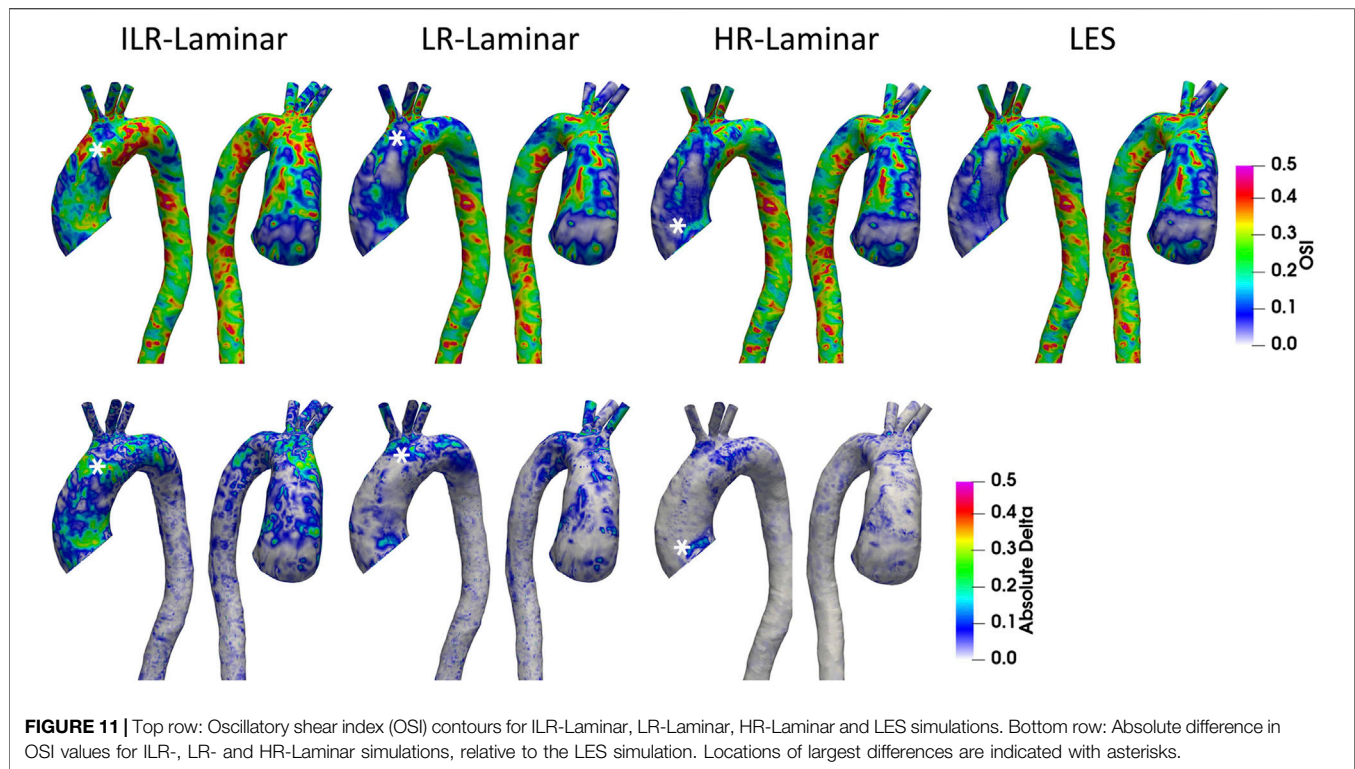 ILR-Laminar
LR-Laminar
HR-Laminar
LES
*
*
*
0.5
0.4
0.3
0.2
0.1
0.0
OSI
*
*
*
0.5
0.4
0.3
0.2
0.1
0.0
Absolute Delta
FIGURE 11 | Top row: Oscillatory shear index (OSI) contours for ILR-Laminar, LR-Laminar, HR-Laminar and LES simulations. Bottom row: Absolute difference in
OSI values for ILR-, LR- and HR-Laminar simulations, relative to the LES simulation. Locations of largest differences are indicated with asterisks.